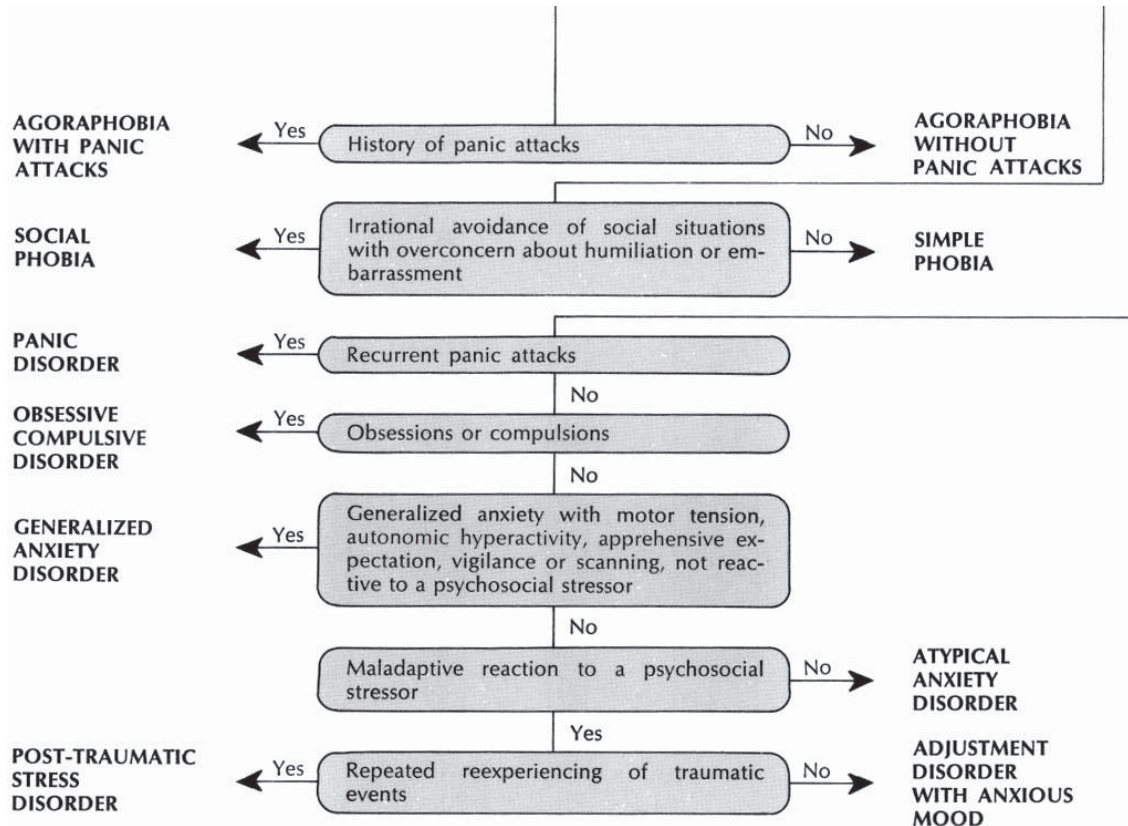 AGORAPHOBIA
WITH PANIC
ATTACKS
Yes
History of panic attacks
No
AGORAPHOBIA
WITHOUT
PANIC ATTACKS
SOCIAL
PHOBIA
Yes
Irrational avoidance of social situations
with overconcern about humiliation or em-
barrassment
No
SIMPLE
PHOBIA
PANIC
DISORDER
Yes
Recurrent panic attacks
No
OBSESSIVE
COMPULSIVE
DISORDER
Yes
Obsessions or compulsions
No
GENERALIZED
ANXIETY
DISORDER
Yes
Generalized anxiety with motor tension,
autonomic hyperactivity, apprehensive ex-
pectation, vigilance or scanning, not reac-
tive to a psychosocial stressor
No
Maladaptive reaction to a psychosocial
stressor
No
ATYPICAL
ANXIETY
DISORDER
Yes
POST-TRAUMATIC
STRESS
DISORDER
Yes
Repeated reexperiencing of traumatic
events
No
ADJUSTMENT
DISORDER
WITH ANXIOUS
MOOD